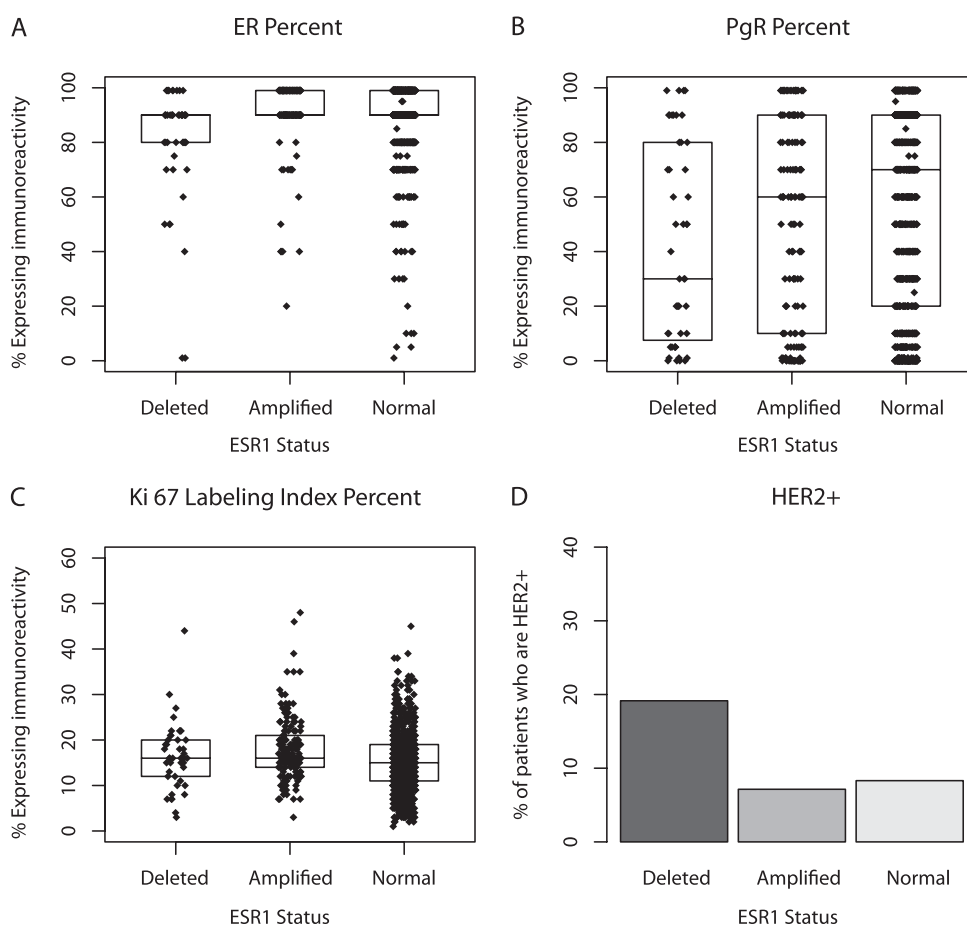 A
ER Percent
% Expressing immunoreactivity
100
80
60
40
20
0
Deleted
Amplified
Normal
ESR1 Status
B
PgR Percent
% Expressing immunoreactivity
100
80
60
40
20
0
Deleted
Amplified
Normal
ESR1 Status
C
Ki 67 Labeling Index Percent
% Expressing immunoreactivity
60
50
40
30
20
10
0
Deleted
Amplified
Normal
ESR1 Status
D
HER2+
% of patients who are HER2+
40
30
20
10
0
Deleted
Amplified
Normal
ESR1 Status